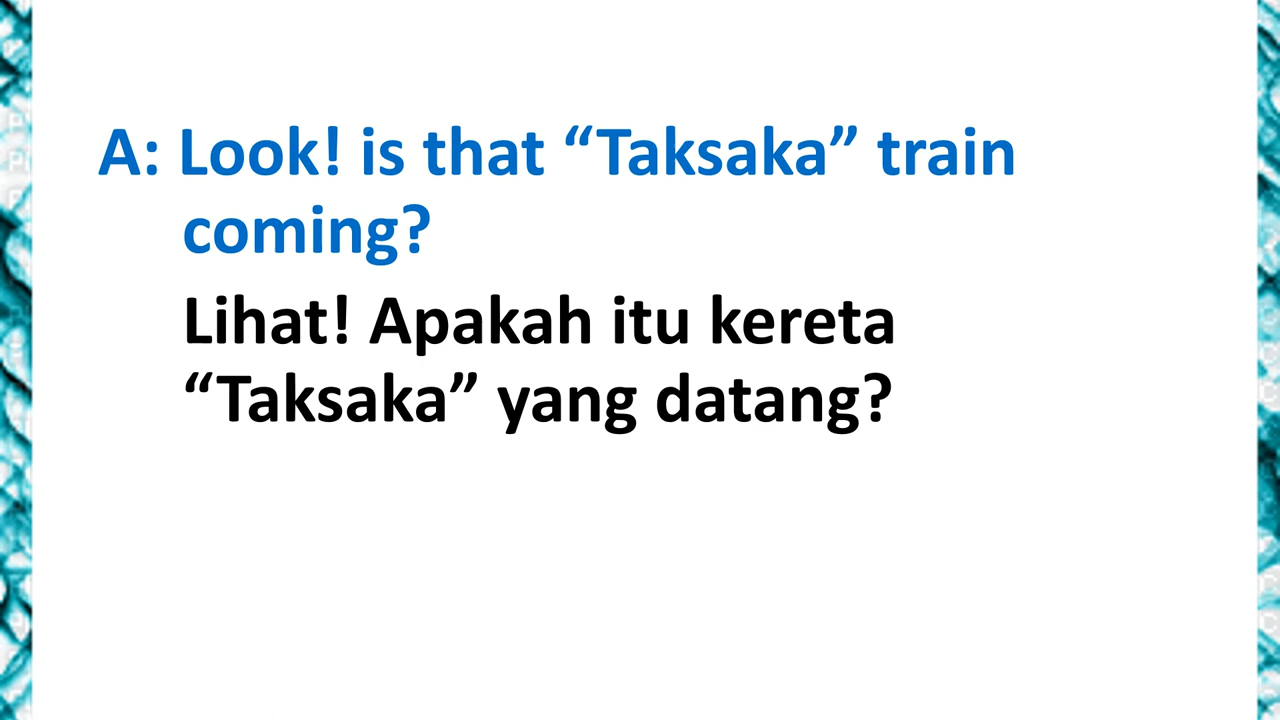 A: Look! is that “Taksaka” train
coming?
Lihat! Apakah itu kereta
“Taksaka” yang datang?